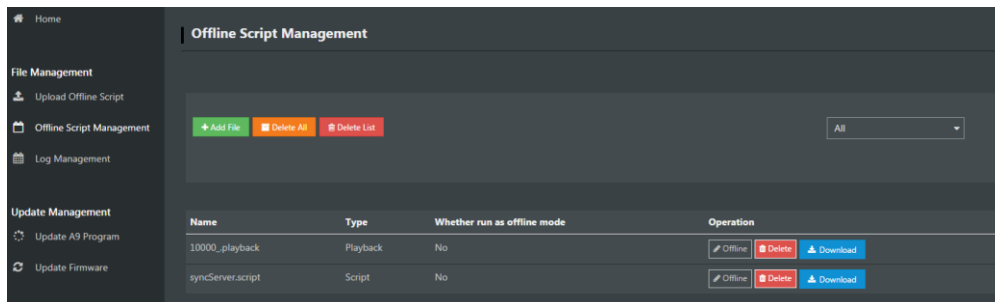 Home
File Management
Upload Offline Script
Offline Script Management
Log Management
Update Management
Update A9 Program
Update Firmware
Offline Script Management
Add File Delete All Delete List All
Name Type Whether run as offline mode Operation
10000_.playback Playback No Offline Delete Download
syncServer.script Script No Offline Delete Download